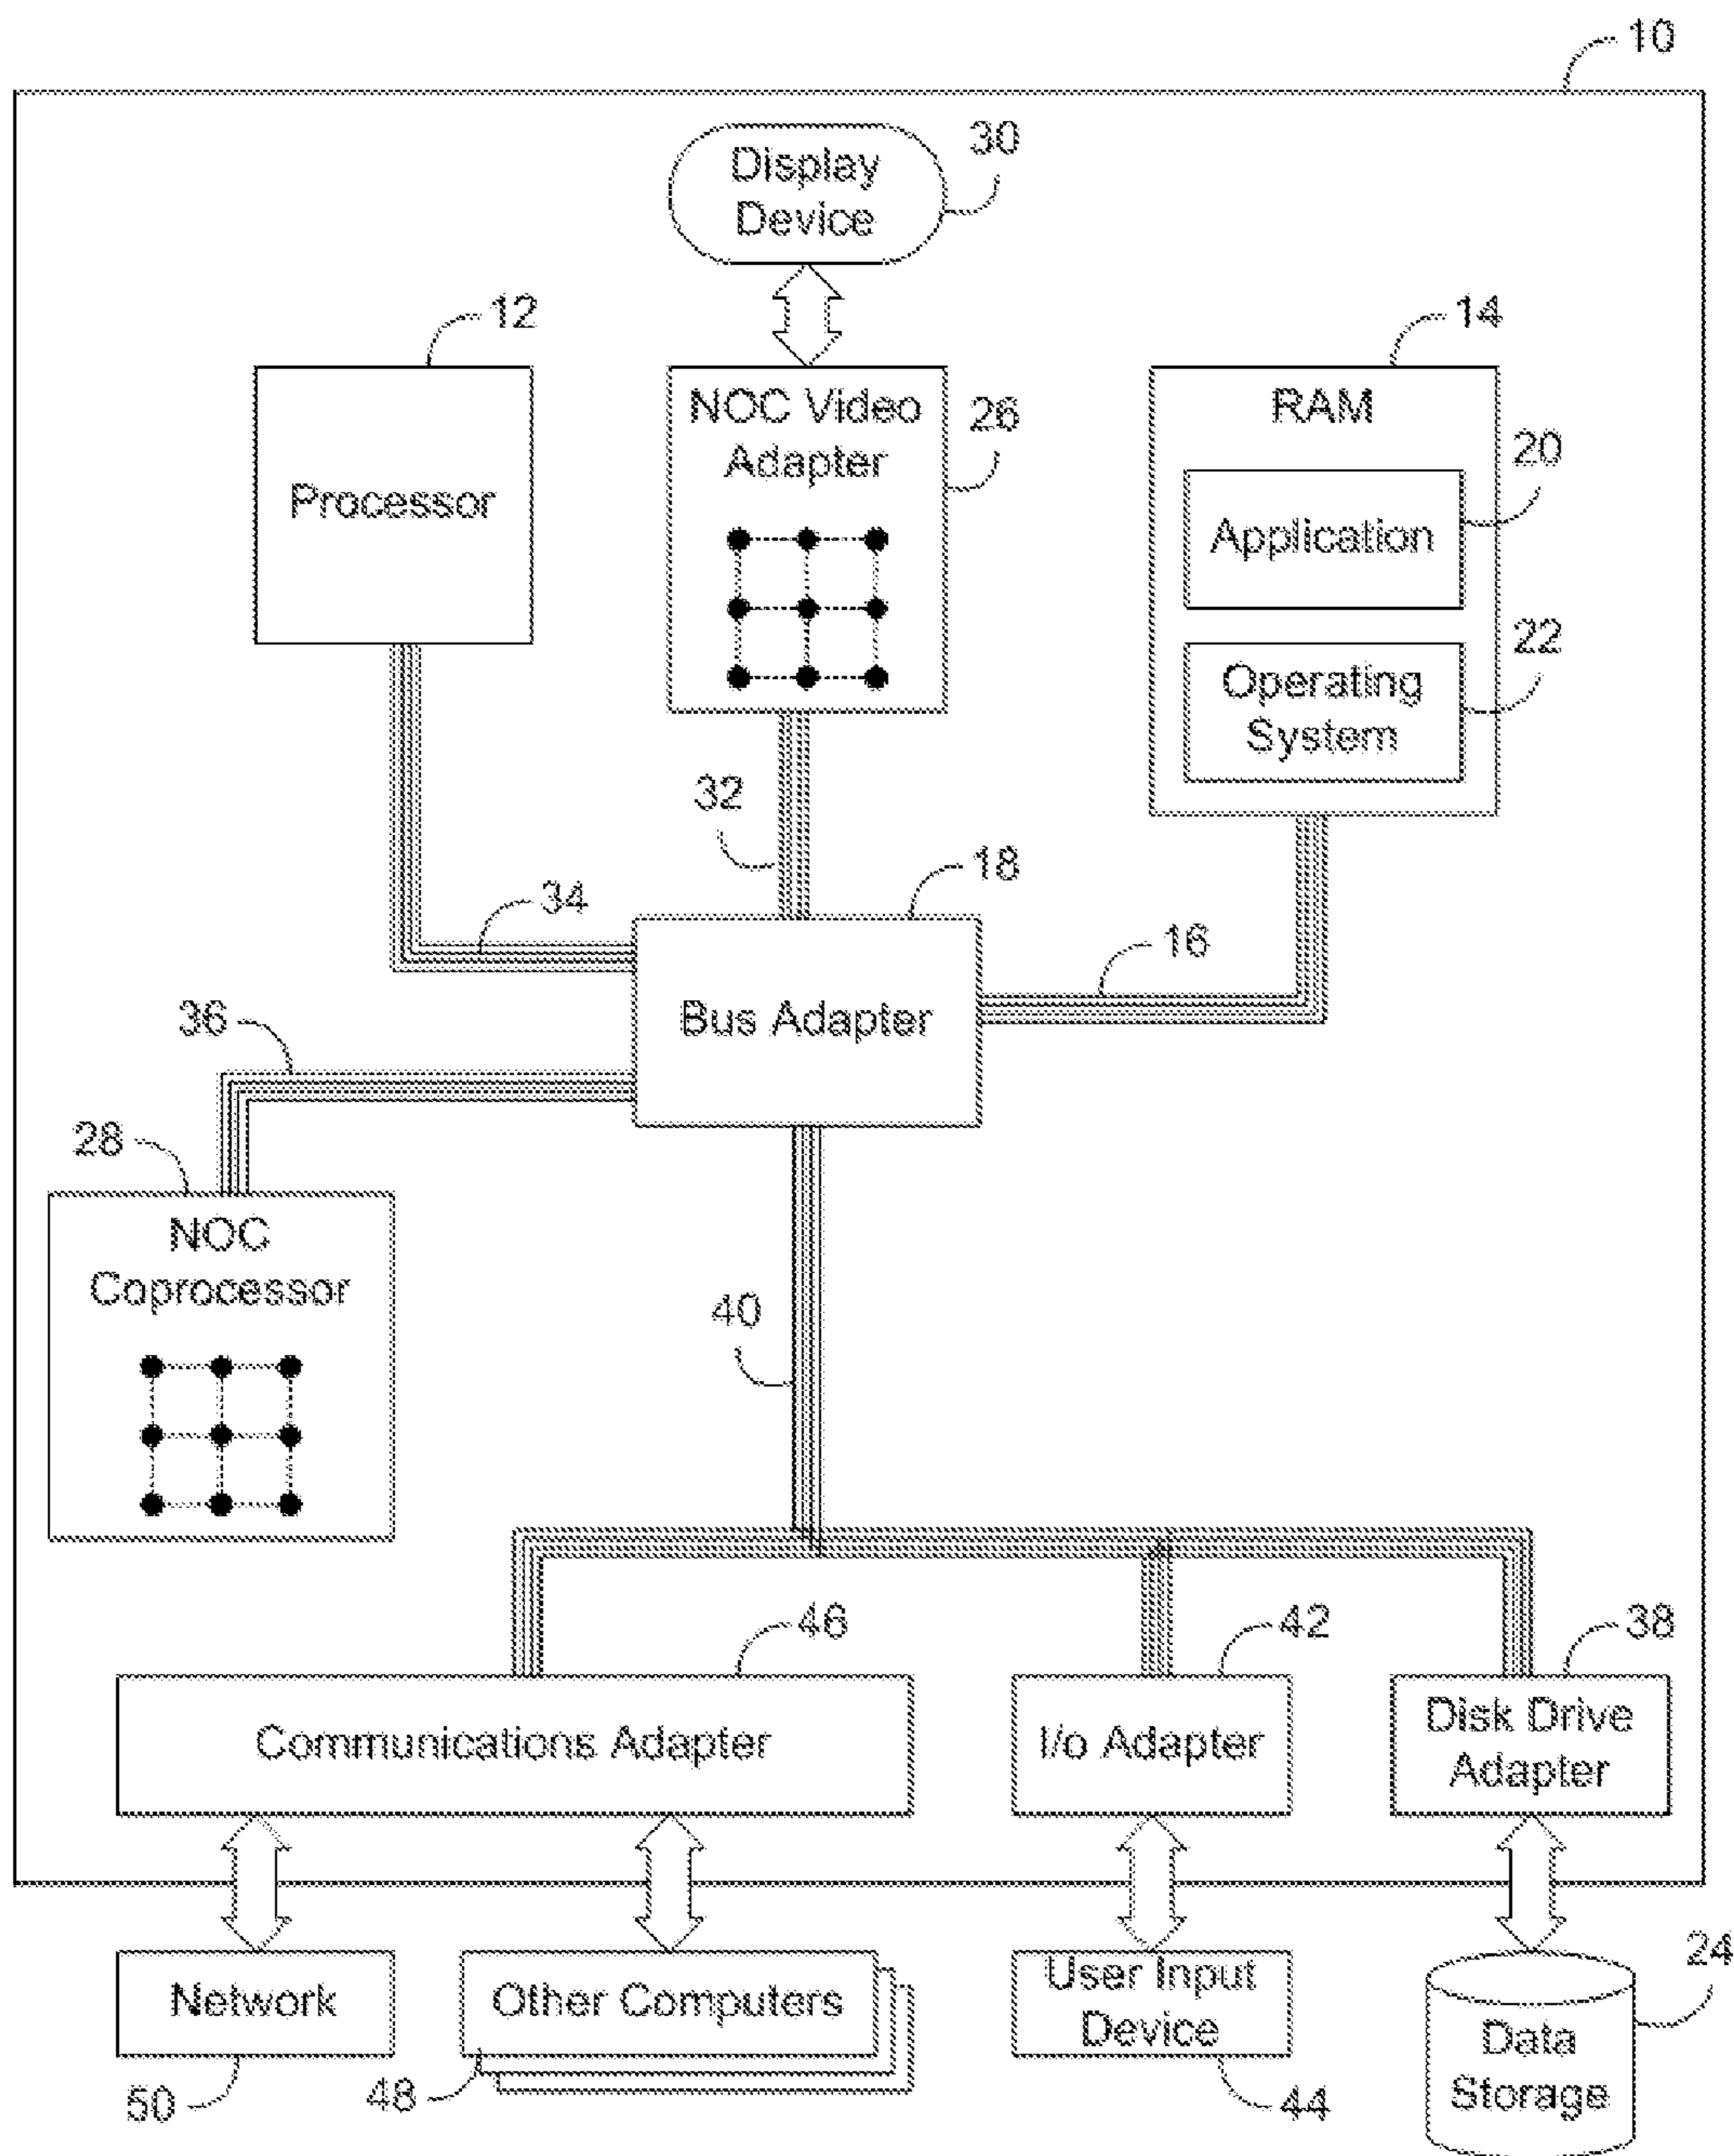 10
Display
Device
30
12
14
Processor
NOC Video
Adapter
26
RAM
20
Application
22
Operating
System
32
18
34
16
Bus Adapter
36
28
NOC
Coprocessor
40
46
42
38
Communications Adapter
I/o Adapter
Disk Drive
Adapter
Network
Other Computers
User Input
Device
24
Data
Storage
50
48
44